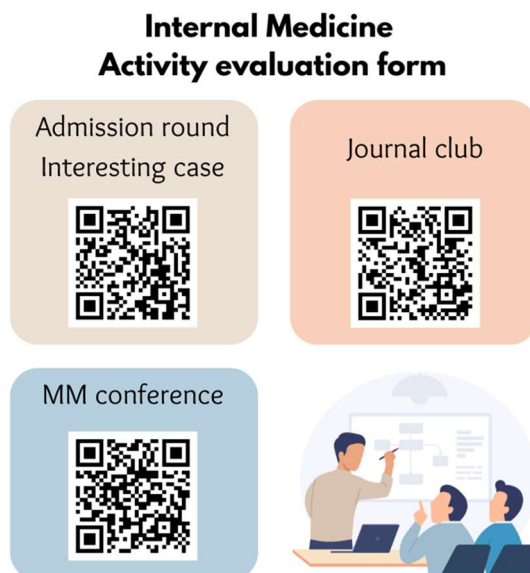 Internal Medicine
Activity evaluation form
Admission round
Interesting case
Journal club
MM conference